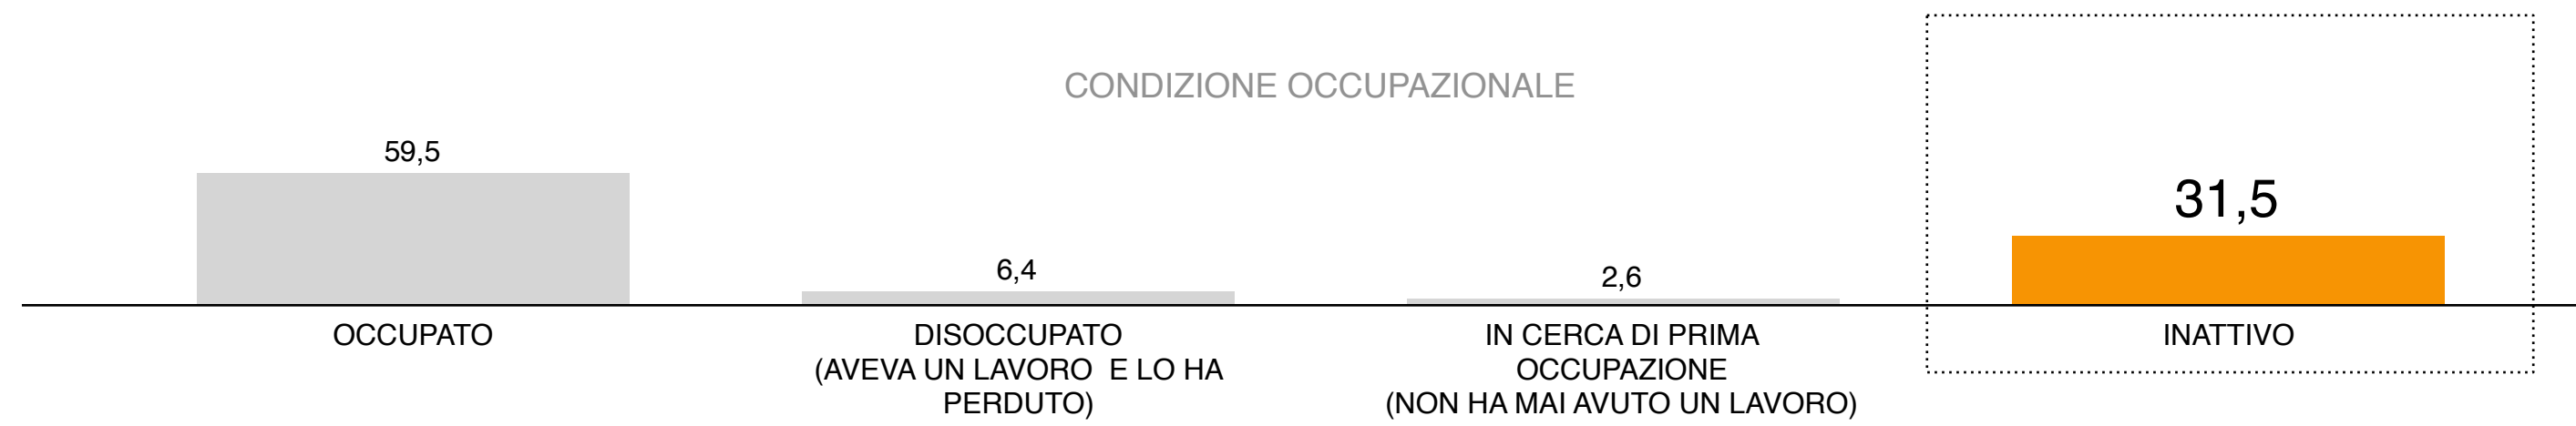 CONDIZIONE OCCUPAZIONALE
59,5
6,4
2,6
31,5
OCCUPATO
DISOCCUPATO
(AVEVA UN LAVORO  E LO HA
PERDUTO)
IN CERCA DI PRIMA
OCCUPAZIONE
(NON HA MAI AVUTO UN LAVORO)
INATTIVO